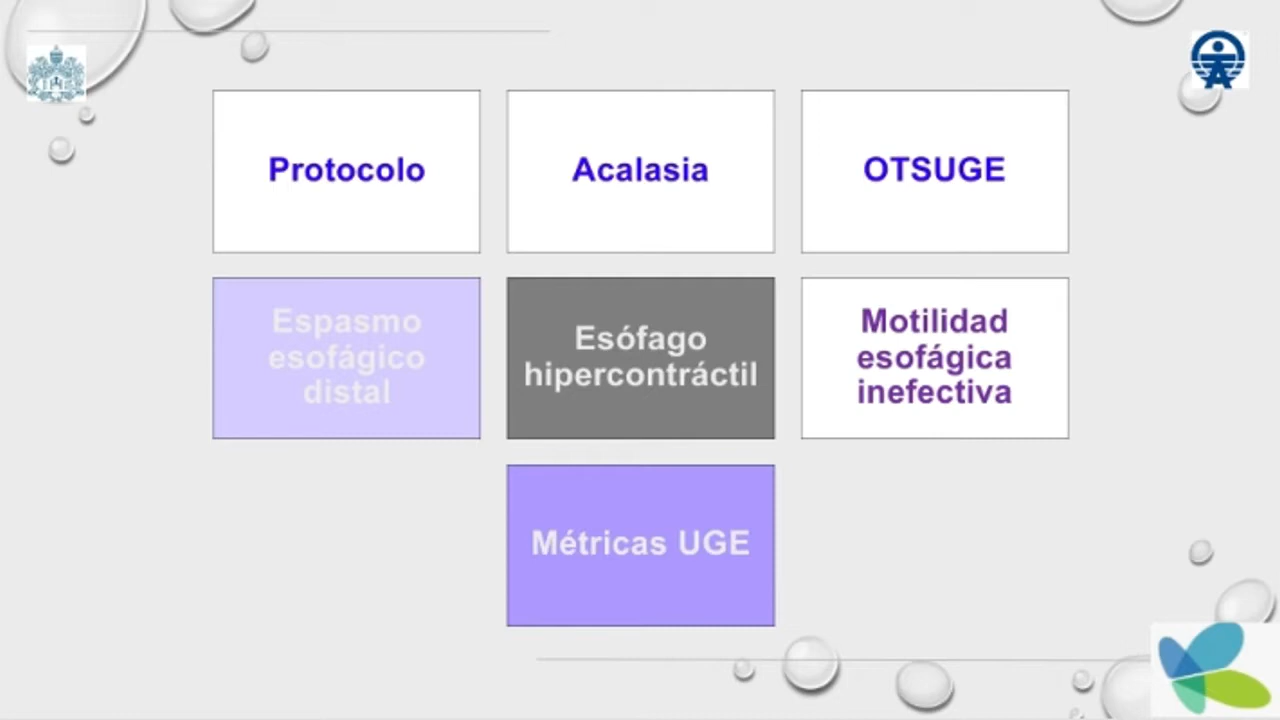 Protocolo
Acalasia
OTSUGE
Espasmo
esofágico
distal
Esófago
hipercontráctil
Motilidad
esofágica
inefectiva
Métricas UGE